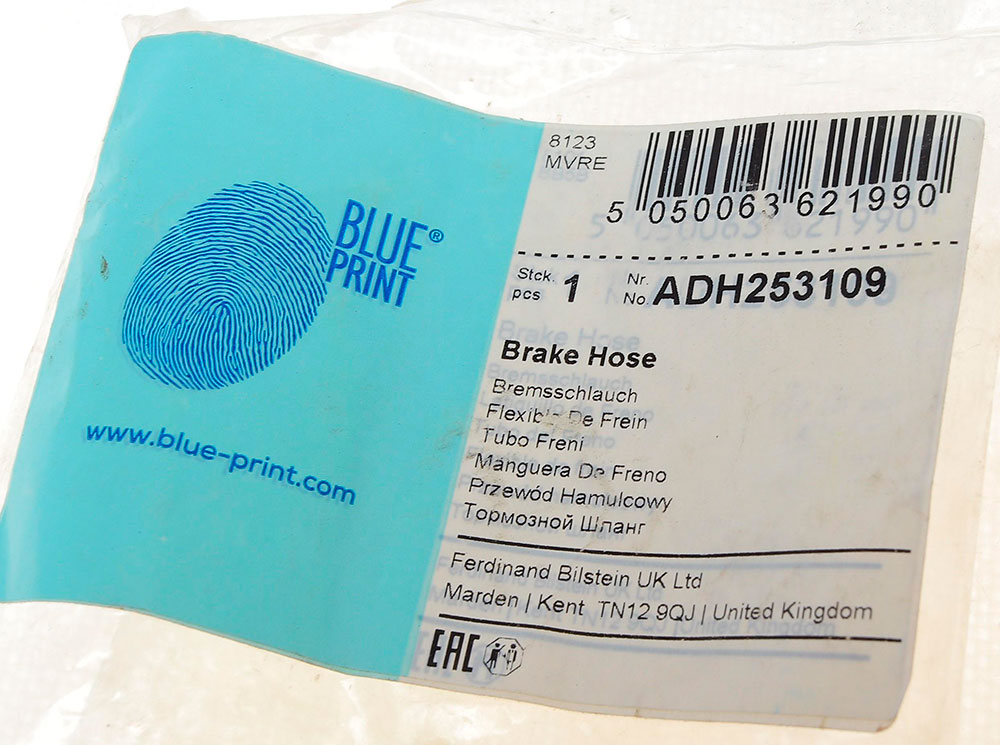 BLUE®
PRINT
www.blue-print.com
8123
MVRE
5 050063 621990
Stck. pcs 1 Nr. No. ADH253109
Brake Hose
Bremsschlauch
Flexible De Frein
Tubo Freni
Manguera De Freno
Przewód Hamulcowy
Тормозной Шланг
Ferdinand Bilstein UK Ltd
Marden | Kent TN12 9QJ | United Kingdom
EAC